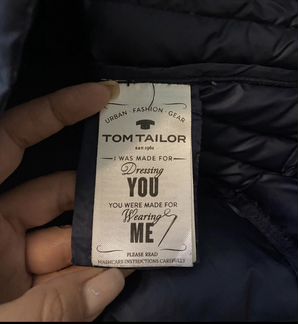 URBAN · FASHION · GEAR
TOM TAILOR
EST. 1962
I WAS MADE FOR
Dressing
YOU
YOU WERE MADE FOR
Wearing
ME
PLEASE READ
WASHCARE INSTRUCTIONS CAREFULLY